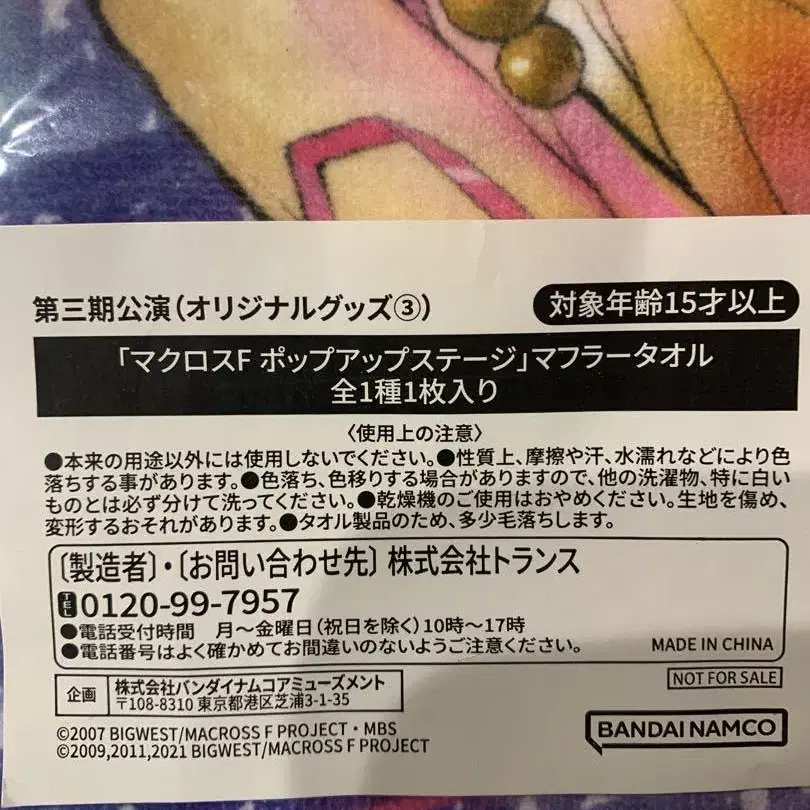 第三期公演(オリジナルグッズ③)
対象年齢15才以上
「マクロスF ポップアップステージ」マフラータオル
全1種1枚入り
〈使用上の注意〉
●本来の用途以外には使用しないでください。●性質上、摩擦や汗、水濡れなどにより色
落ちする事があります。●色落ち、色移りする場合がありますので、他の洗濯物、特に白い
ものとは必ず分けて洗ってください。●乾燥機のご使用はおやめください。生地を傷め、
変形するおそれがあります。●タオル製品のため、多少毛落ちします。
〔製造者〕・〔お問い合わせ先〕株式会社トランス
TEL 0120-99-7957
●電話受付時間 月〜金曜日(祝日を除く)10時〜17時
●電話番号はよく確かめてお間違いのないようご注意ください。
MADE IN CHINA
企画 株式会社バンダイナムコアミューズメント
〒108-8310 東京都港区芝浦3-1-35
NOT FOR SALE
©2007 BIGWEST/MACROSS F PROJECT・MBS
©2009,2011,2021 BIGWEST/MACROSS F PROJECT
BANDAI NAMCO